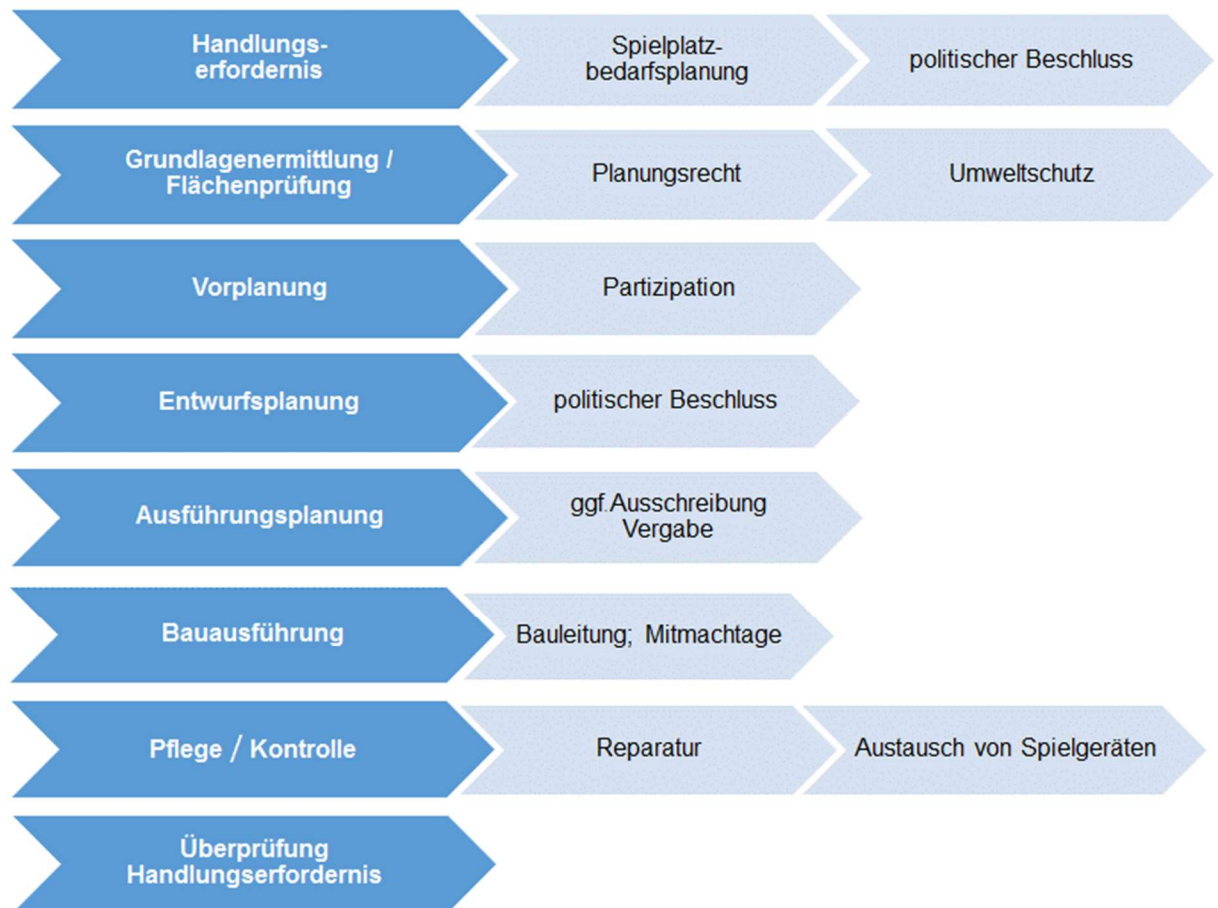 Handlungs-
erfordernis
Spielplatz-
bedarfsplanung
politischer Beschluss
Grundlagenermittlung /
Flächenprüfung
Planungsrecht
Umweltschutz
Vorplanung
Partizipation
Entwurfsplanung
politischer Beschluss
Ausführungsplanung
ggf.Ausschreibung
Vergabe
Bauausführung
Bauleitung; Mitmachtage
Pflege / Kontrolle
Reparatur
Austausch von Spielgeräten
Überprüfung
Handlungserfordernis